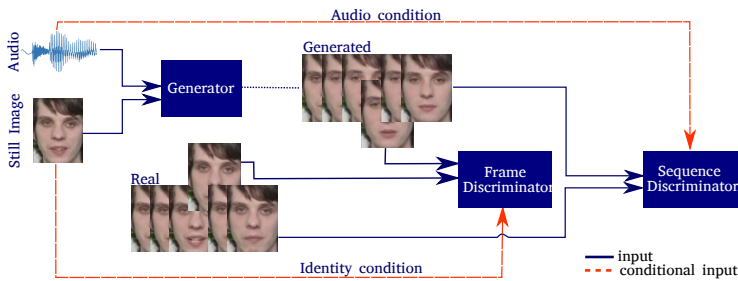 Audio condition
Audio
Generated
Generator
Still Image
Real
Frame
Discriminator
Sequence
Discriminator
input
conditional input
Identity condition